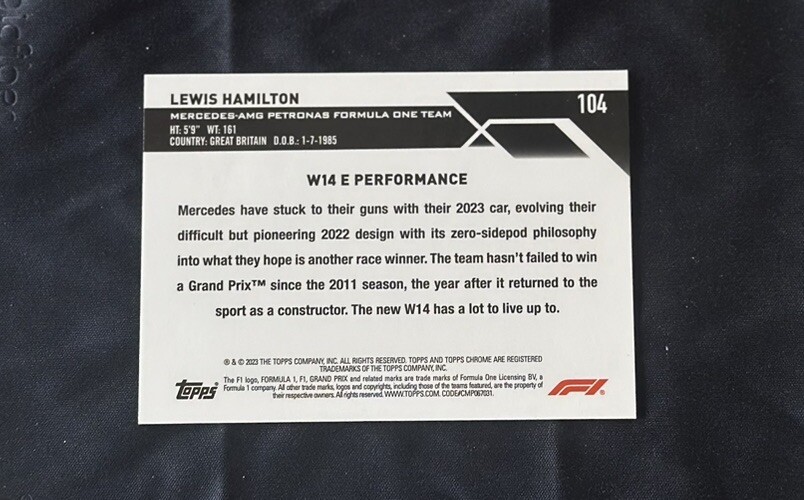 LEWIS HAMILTON
104
MERCEDES-AMG PETRONAS FORMULA ONE TEAM
HT: 5'9" WT: 161
COUNTRY: GREAT BRITAIN D.O.B.: 1-7-1985
W14 E PERFORMANCE
Mercedes have stuck to their guns with their 2023 car, evolving their
difficult but pioneering 2022 design with its zero-sidepod philosophy
into what they hope is another race winner. The team hasn't failed to win
a Grand Prix™ since the 2011 season, the year after it returned to the
sport as a constructor. The new W14 has a lot to live up to.
® & © 2023 THE TOPPS COMPANY, INC. ALL RIGHTS RESERVED. TOPPS AND TOPPS CHROME ARE REGISTERED
TRADEMARKS OF THE TOPPS COMPANY, INC.
The F1 logo, FORMULA 1, F1, GRAND PRIX and related marks are trade marks of Formula One Licensing BV, a
Formula 1 company. All other trade marks, logos and copyrights, including those of the teams featured, are the property of
their respective owners. All rights reserved. WWW.TOPPS.COM. CODE#CMP067031.
Topps®
F1®